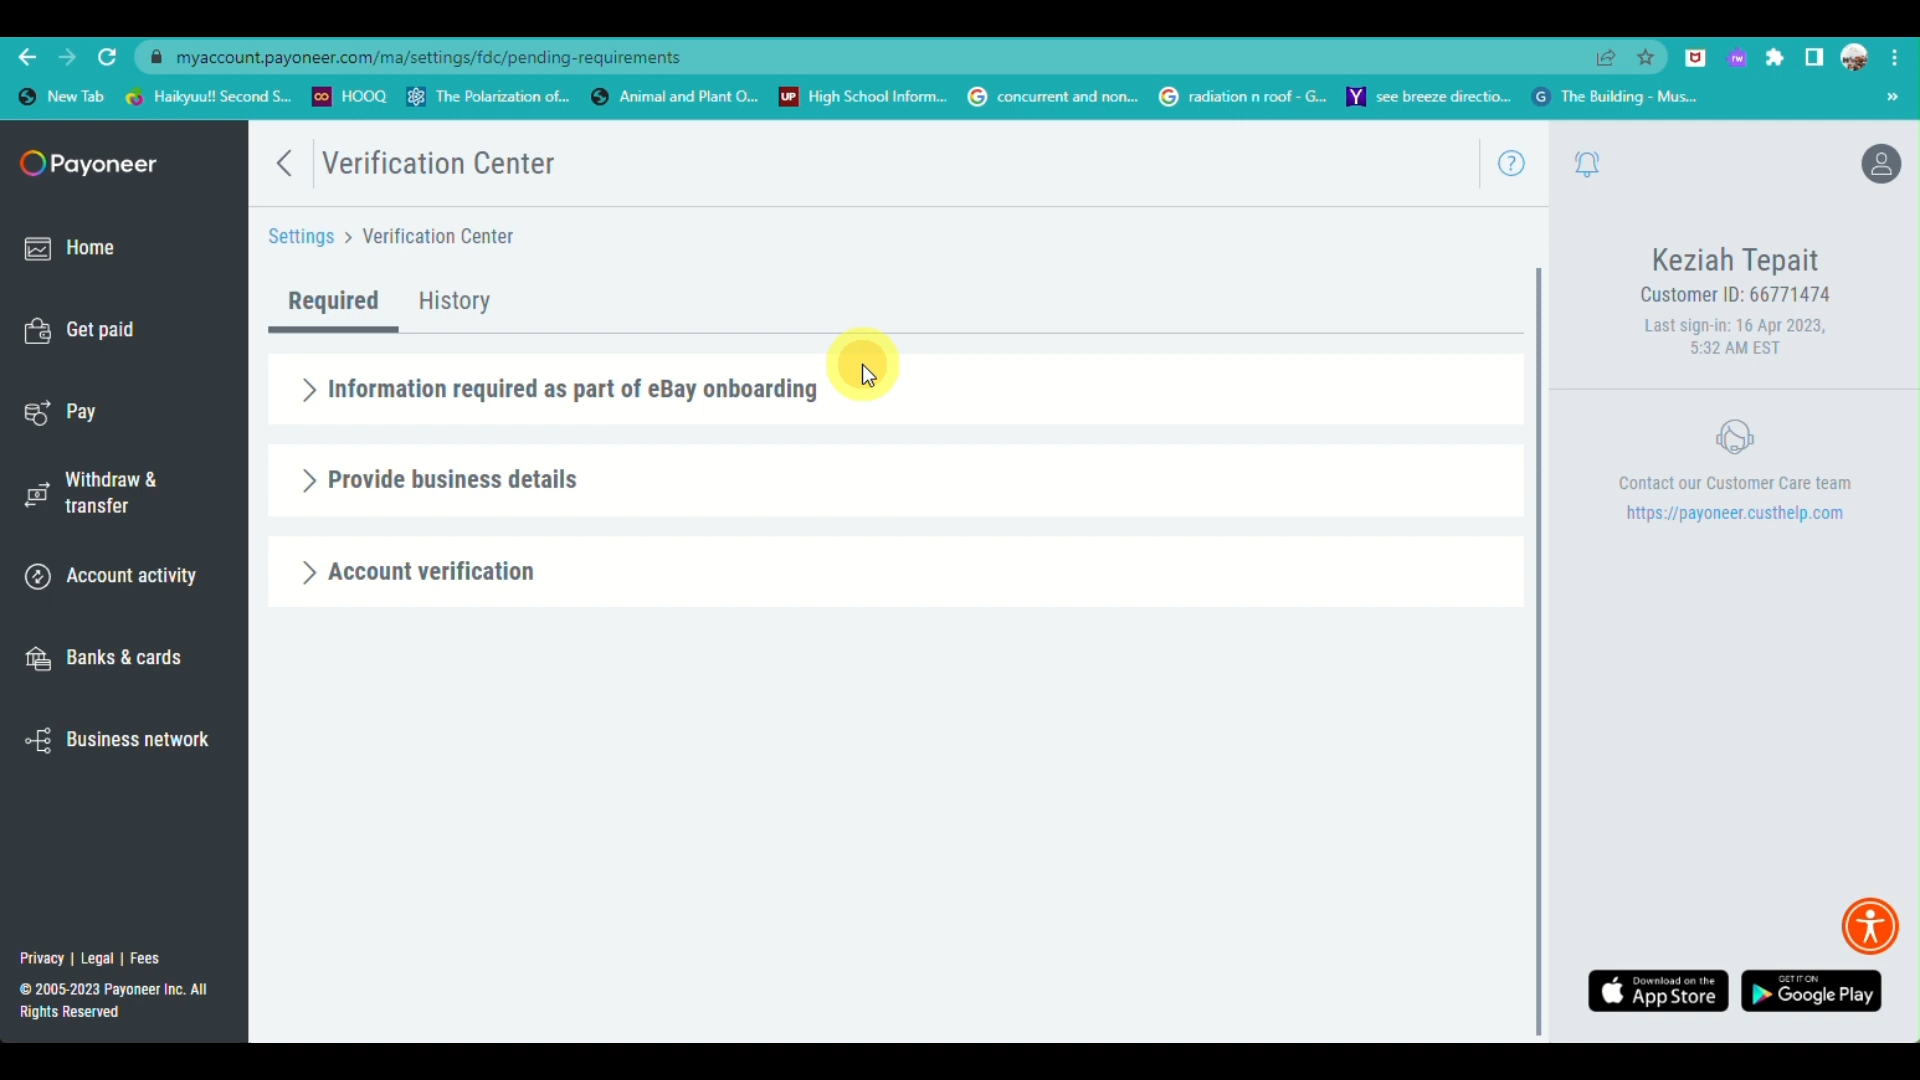 myaccount.payoneer.com/ma/settings/fdc/pending-requirements
New Tab
Haikyuu!! Second S...
HOOQ
The Polarization of...
Animal and Plant O...
UP
High School Inform...
concurrent and non...
radiation n roof - G...
see breeze directio...
The Building - Mus...
Payoneer
Home
Get paid
Pay
Withdraw &
transfer
Account activity
Banks & cards
Business network
Privacy | Legal | Fees
© 2005-2023 Payoneer Inc. All
Rights Reserved
Verification Center
Settings > Verification Center
Required
History
Information required as part of eBay onboarding
Provide business details
Account verification
Keziah Tepait
Customer ID: 66771474
Last sign-in: 16 Apr 2023,
5:32 AM EST
Contact our Customer Care team
https://payoneer.custhelp.com
Download on the
App Store
GET IT ON
Google Play